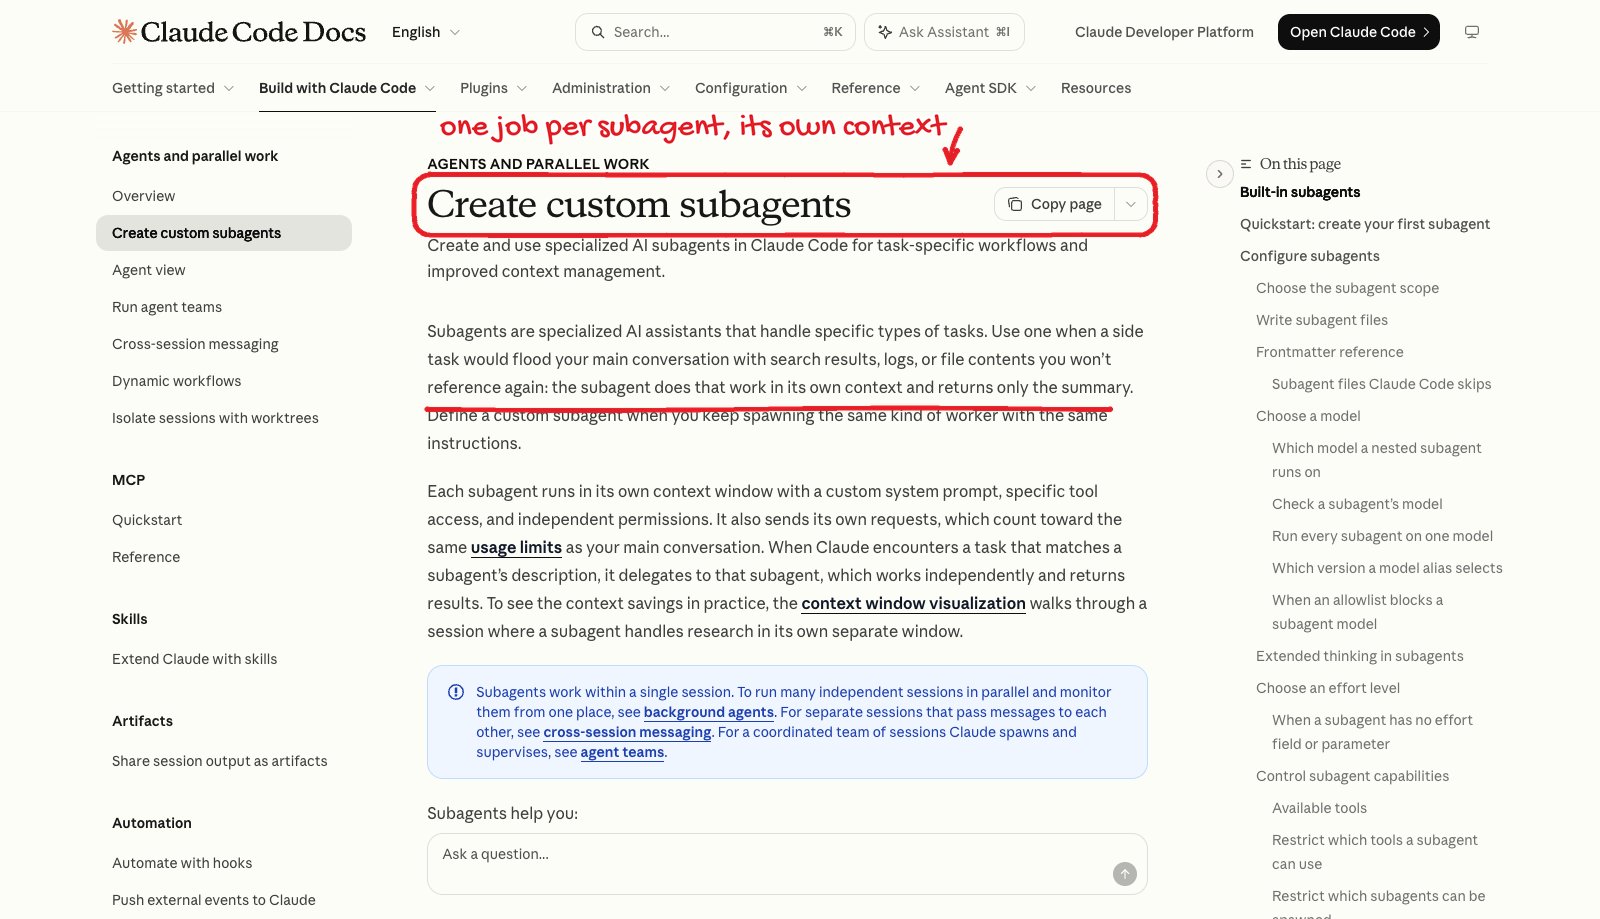 Claude Code Docs
English
Search...
⌘K
Ask Assistant ⌘I
Claude Developer Platform
Open Claude Code
Getting started
Build with Claude Code
Plugins
Administration
Configuration
Reference
Agent SDK
Resources
one job per subagent, its own context
Agents and parallel work
Overview
Create custom subagents
Agent view
Run agent teams
Cross-session messaging
Dynamic workflows
Isolate sessions with worktrees
MCP
Quickstart
Reference
Skills
Extend Claude with skills
Artifacts
Share session output as artifacts
Automation
Automate with hooks
Push external events to Claude
AGENTS AND PARALLEL WORK
Create custom subagents
Copy page
Create and use specialized AI subagents in Claude Code for task-specific workflows and
improved context management.
Subagents are specialized AI assistants that handle specific types of tasks. Use one when a side
task would flood your main conversation with search results, logs, or file contents you won't
reference again: the subagent does that work in its own context and returns only the summary.
Define a custom subagent when you keep spawning the same kind of worker with the same
instructions.
Each subagent runs in its own context window with a custom system prompt, specific tool
access, and independent permissions. It also sends its own requests, which count toward the
same usage limits as your main conversation. When Claude encounters a task that matches a
subagent's description, it delegates to that subagent, which works independently and returns
results. To see the context savings in practice, the context window visualization walks through a
session where a subagent handles research in its own separate window.
Subagents work within a single session. To run many independent sessions in parallel and monitor
them from one place, see background agents. For separate sessions that pass messages to each
other, see cross-session messaging. For a coordinated team of sessions Claude spawns and
supervises, see agent teams.
Subagents help you:
Ask a question...
On this page
Built-in subagents
Quickstart: create your first subagent
Configure subagents
Choose the subagent scope
Write subagent files
Frontmatter reference
Subagent files Claude Code skips
Choose a model
Which model a nested subagent
runs on
Check a subagent's model
Run every subagent on one model
Which version a model alias selects
When an allowlist blocks a
subagent model
Extended thinking in subagents
Choose an effort level
When a subagent has no effort
field or parameter
Control subagent capabilities
Available tools
Restrict which tools a subagent
can use
Restrict which subagents can be